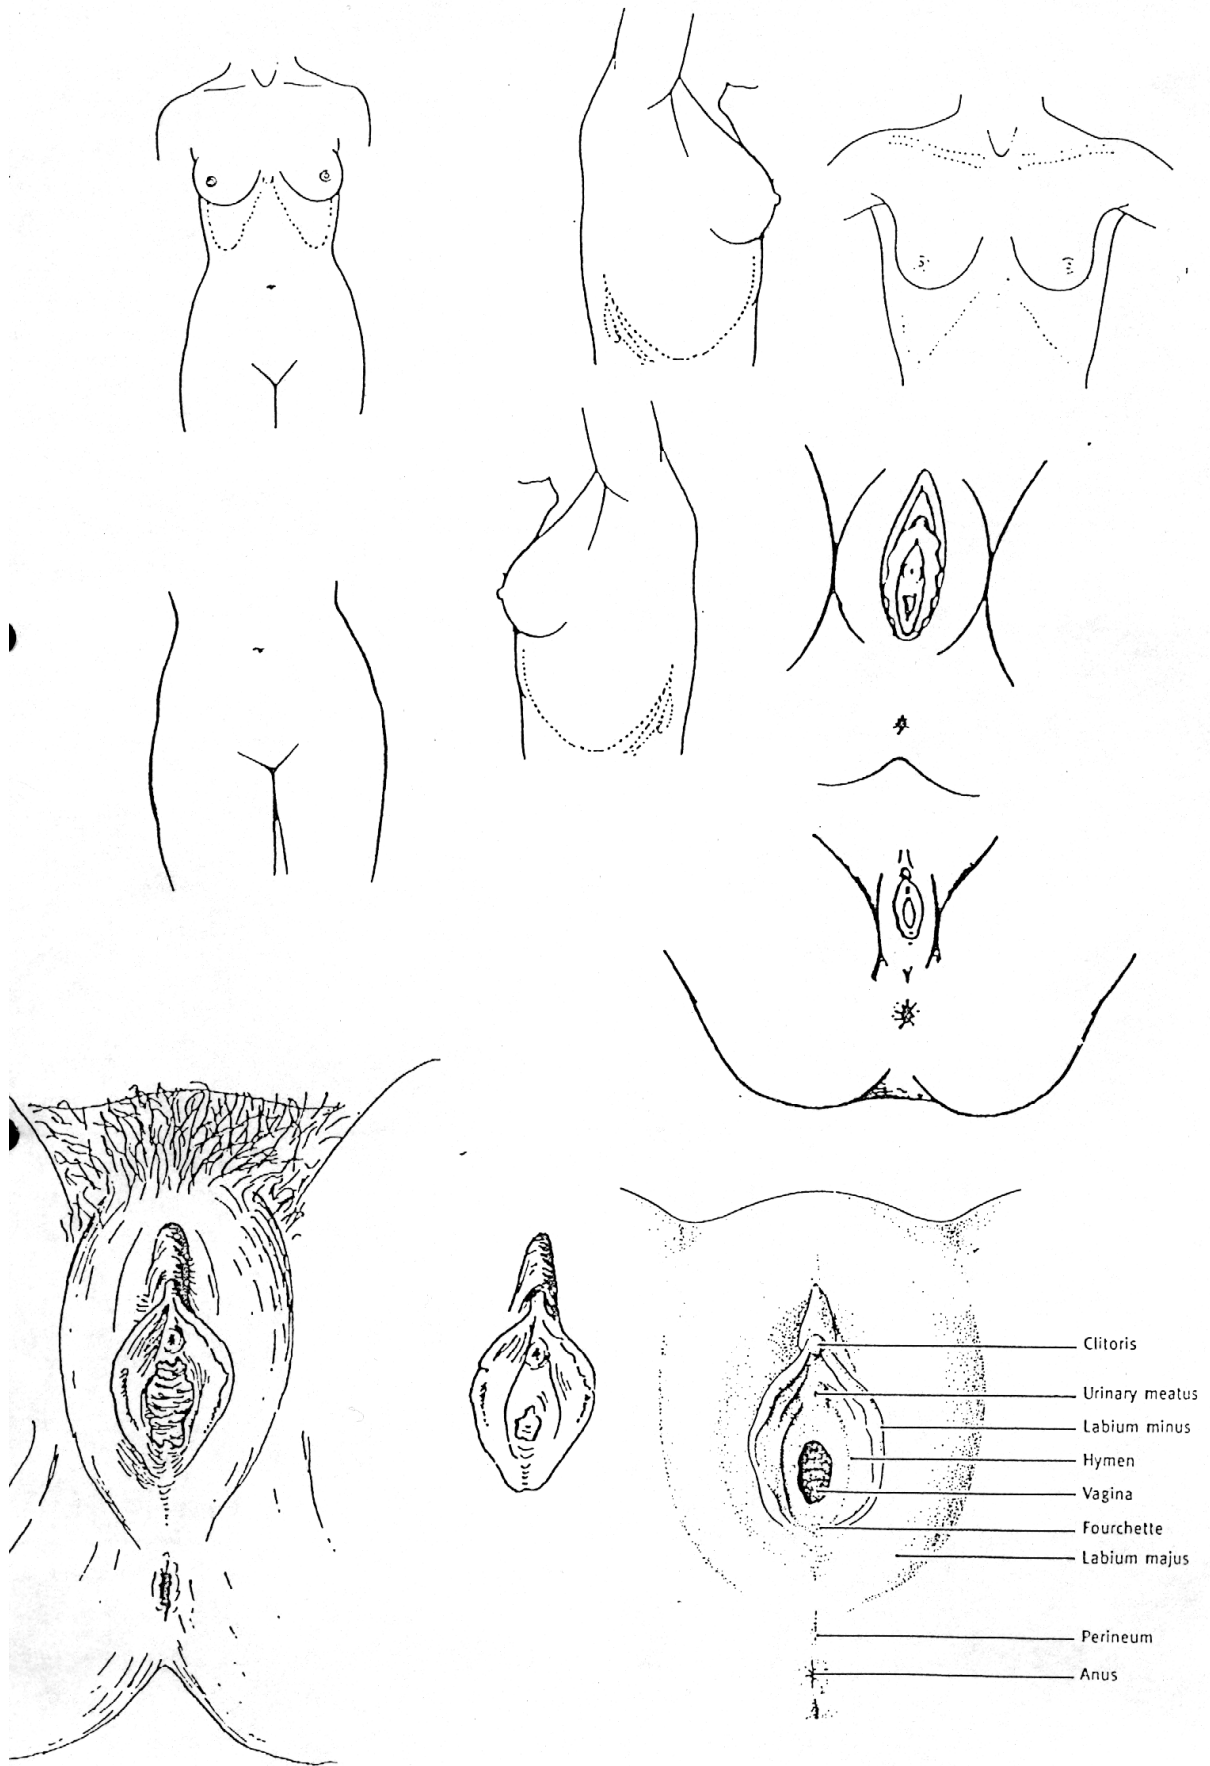 Clitoris
Urinary meatus
Labium minus
Hymen
Vagina
Fourchette
Labium majus
Perineum
Anus